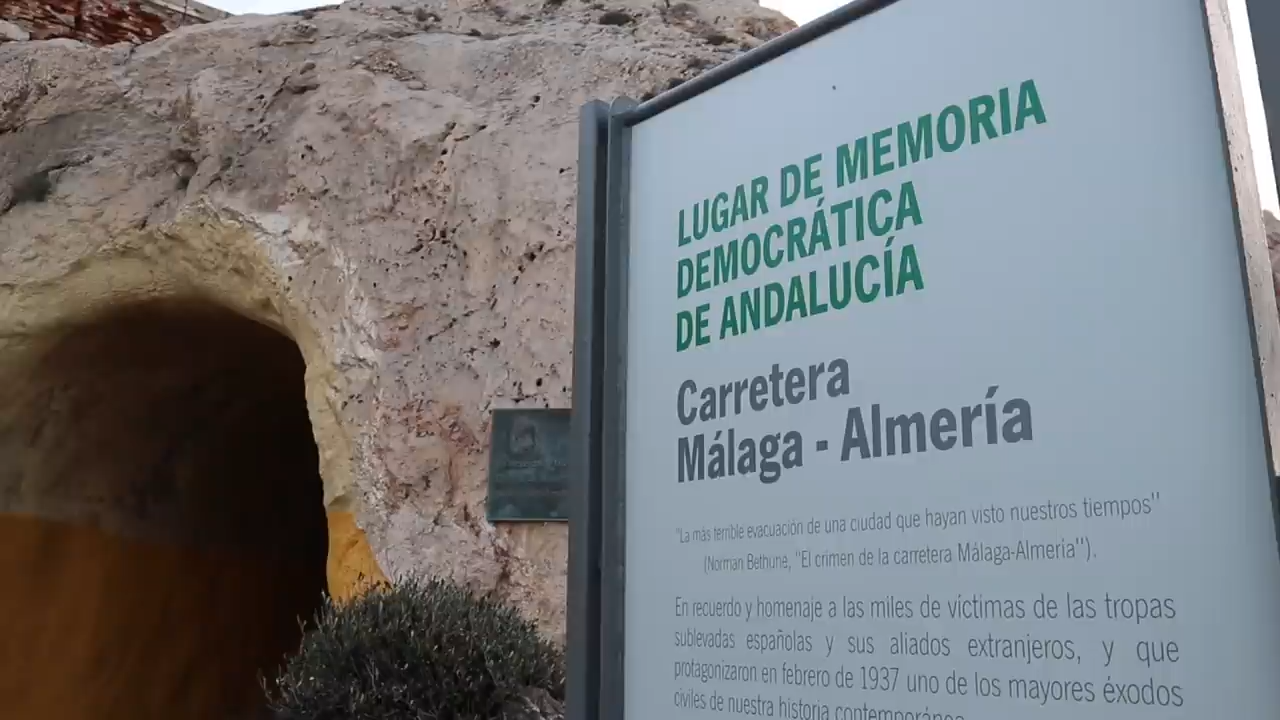 LUGAR DE MEMORIA
DEMOCRÁTICA
DE ANDALUCÍA
Carretera
Málaga - Almería
"La más terrible evacuación de una ciudad que hayan visto nuestros tiempos"
(Norman Bethune, "El crimen de la carretera Málaga-Almería").
En recuerdo y homenaje a las miles de víctimas de las tropas
sublevadas españolas y sus aliados extranjeros, y que
protagonizaron en febrero de 1937 uno de los mayores éxodos
civiles de nuestra historia contemporánea